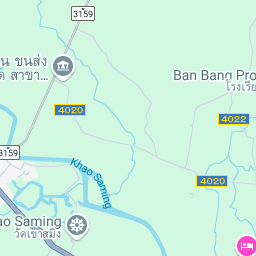 3159
น ขนส่ง
ด สาขา...
4020
Ban Bang Pro
โรงเรีย
4022
3159
Khao Saming
4020
ao Saming
วัดเขาสมิง